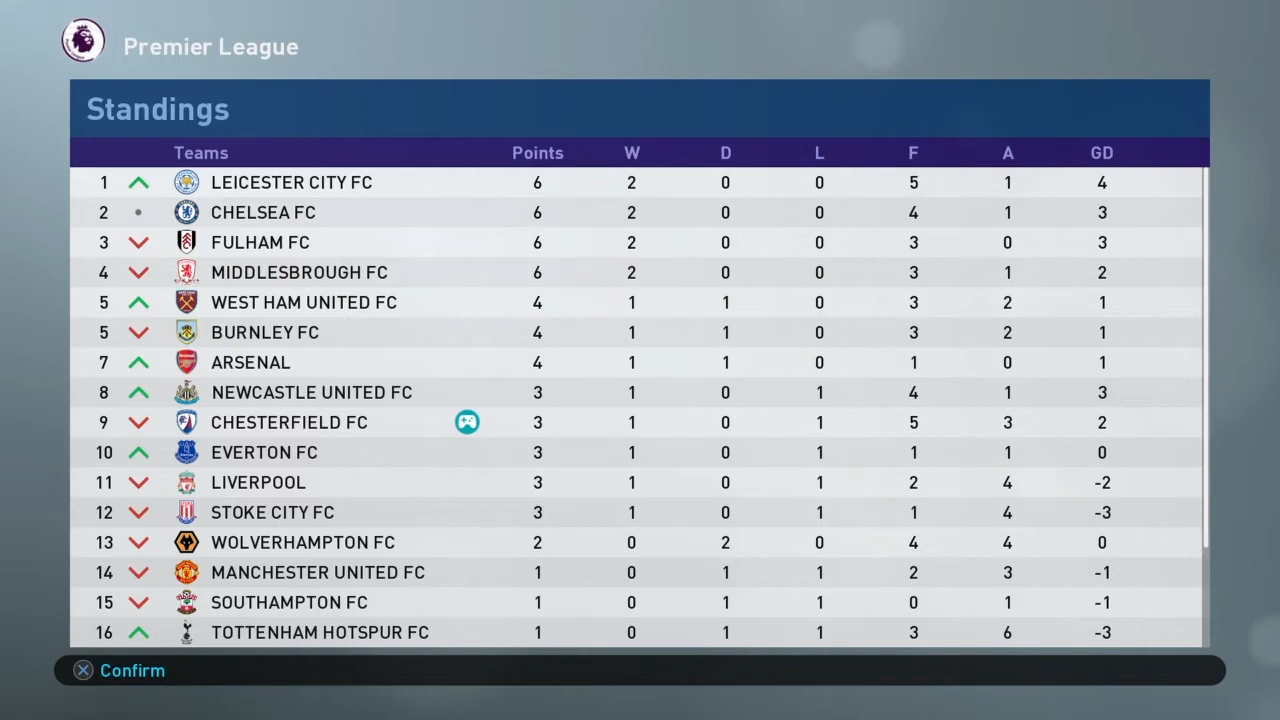 Premier League
Standings
Teams Points W D L F A GD
1 LEICESTER CITY FC 6 2 0 0 5 1 4
2 CHELSEA FC 6 2 0 0 4 1 3
3 FULHAM FC 6 2 0 0 3 0 3
4 MIDDLESBROUGH FC 6 2 0 0 3 1 2
5 WEST HAM UNITED FC 4 1 1 0 3 2 1
5 BURNLEY FC 4 1 1 0 3 2 1
7 ARSENAL 4 1 1 0 1 0 1
8 NEWCASTLE UNITED FC 3 1 0 1 4 1 3
9 CHESTERFIELD FC 3 1 0 1 5 3 2
10 EVERTON FC 3 1 0 1 1 1 0
11 LIVERPOOL 3 1 0 1 2 4 -2
12 STOKE CITY FC 3 1 0 1 1 4 -3
13 WOLVERHAMPTON FC 2 0 2 0 4 4 0
14 MANCHESTER UNITED FC 1 0 1 1 2 3 -1
15 SOUTHAMPTON FC 1 0 1 1 0 1 -1
16 TOTTENHAM HOTSPUR FC 1 0 1 1 3 6 -3
Confirm